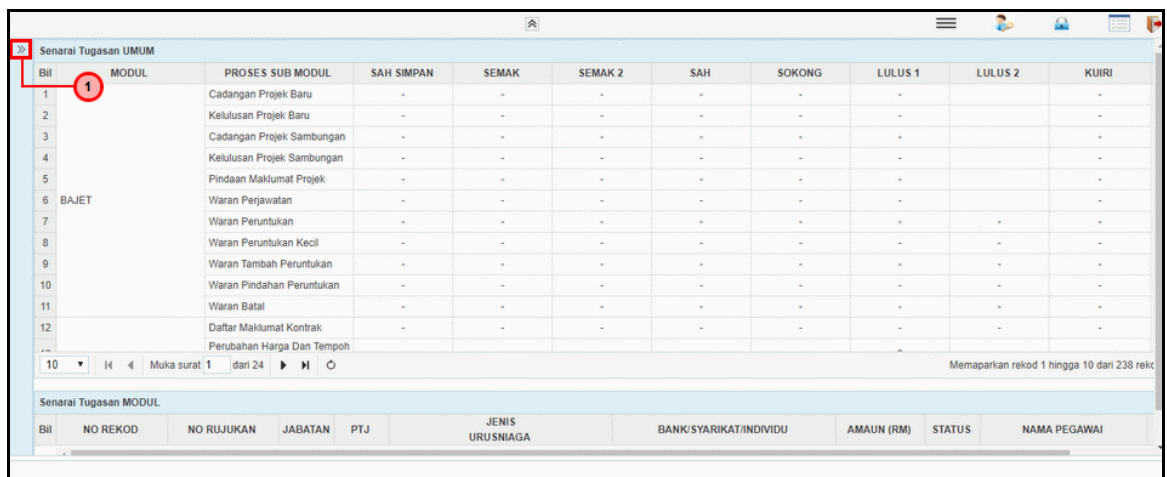 Senarai Tugasan UMUM
Bil MODUL PROSES SUB MODUL SAH SIMPAN SEMAK SEMAK 2 SAH SOKONG LULUS 1 LULUS 2 KUIRI
1
1 Cadangan Projek Baru - - - - - - -
2 Kelulusan Projek Baru - - - - - - -
3 Cadangan Projek Sambungan - - - - - - -
4 Kelulusan Projek Sambungan - - - - - - -
5 Pindaan Maklumat Projek - - - - - - -
6 BAJET Waran Perjawatan - - - - - - -
7 Waran Peruntukan - - - - - - - -
8 Waran Peruntukan Kecil - - - - - - - -
9 Waran Tambah Peruntukan - - - - - - - -
10 Waran Pindahan Peruntukan - - - - - - - -
11 Waran Batal - - - - - - - -
12 Daftar Maklumat Kontrak - - - - - - - -
Perubahan Harga Dan Tempoh
10 Muka surat 1 dari 24 Memaparkan rekod 1 hingga 10 dari 238 reko
Senarai Tugasan MODUL
Bil NO REKOD NO RUJUKAN JABATAN PTJ JENIS URUSNIAGA BANK/SYARIKAT/INDIVIDU AMAUN (RM) STATUS NAMA PEGAWAI